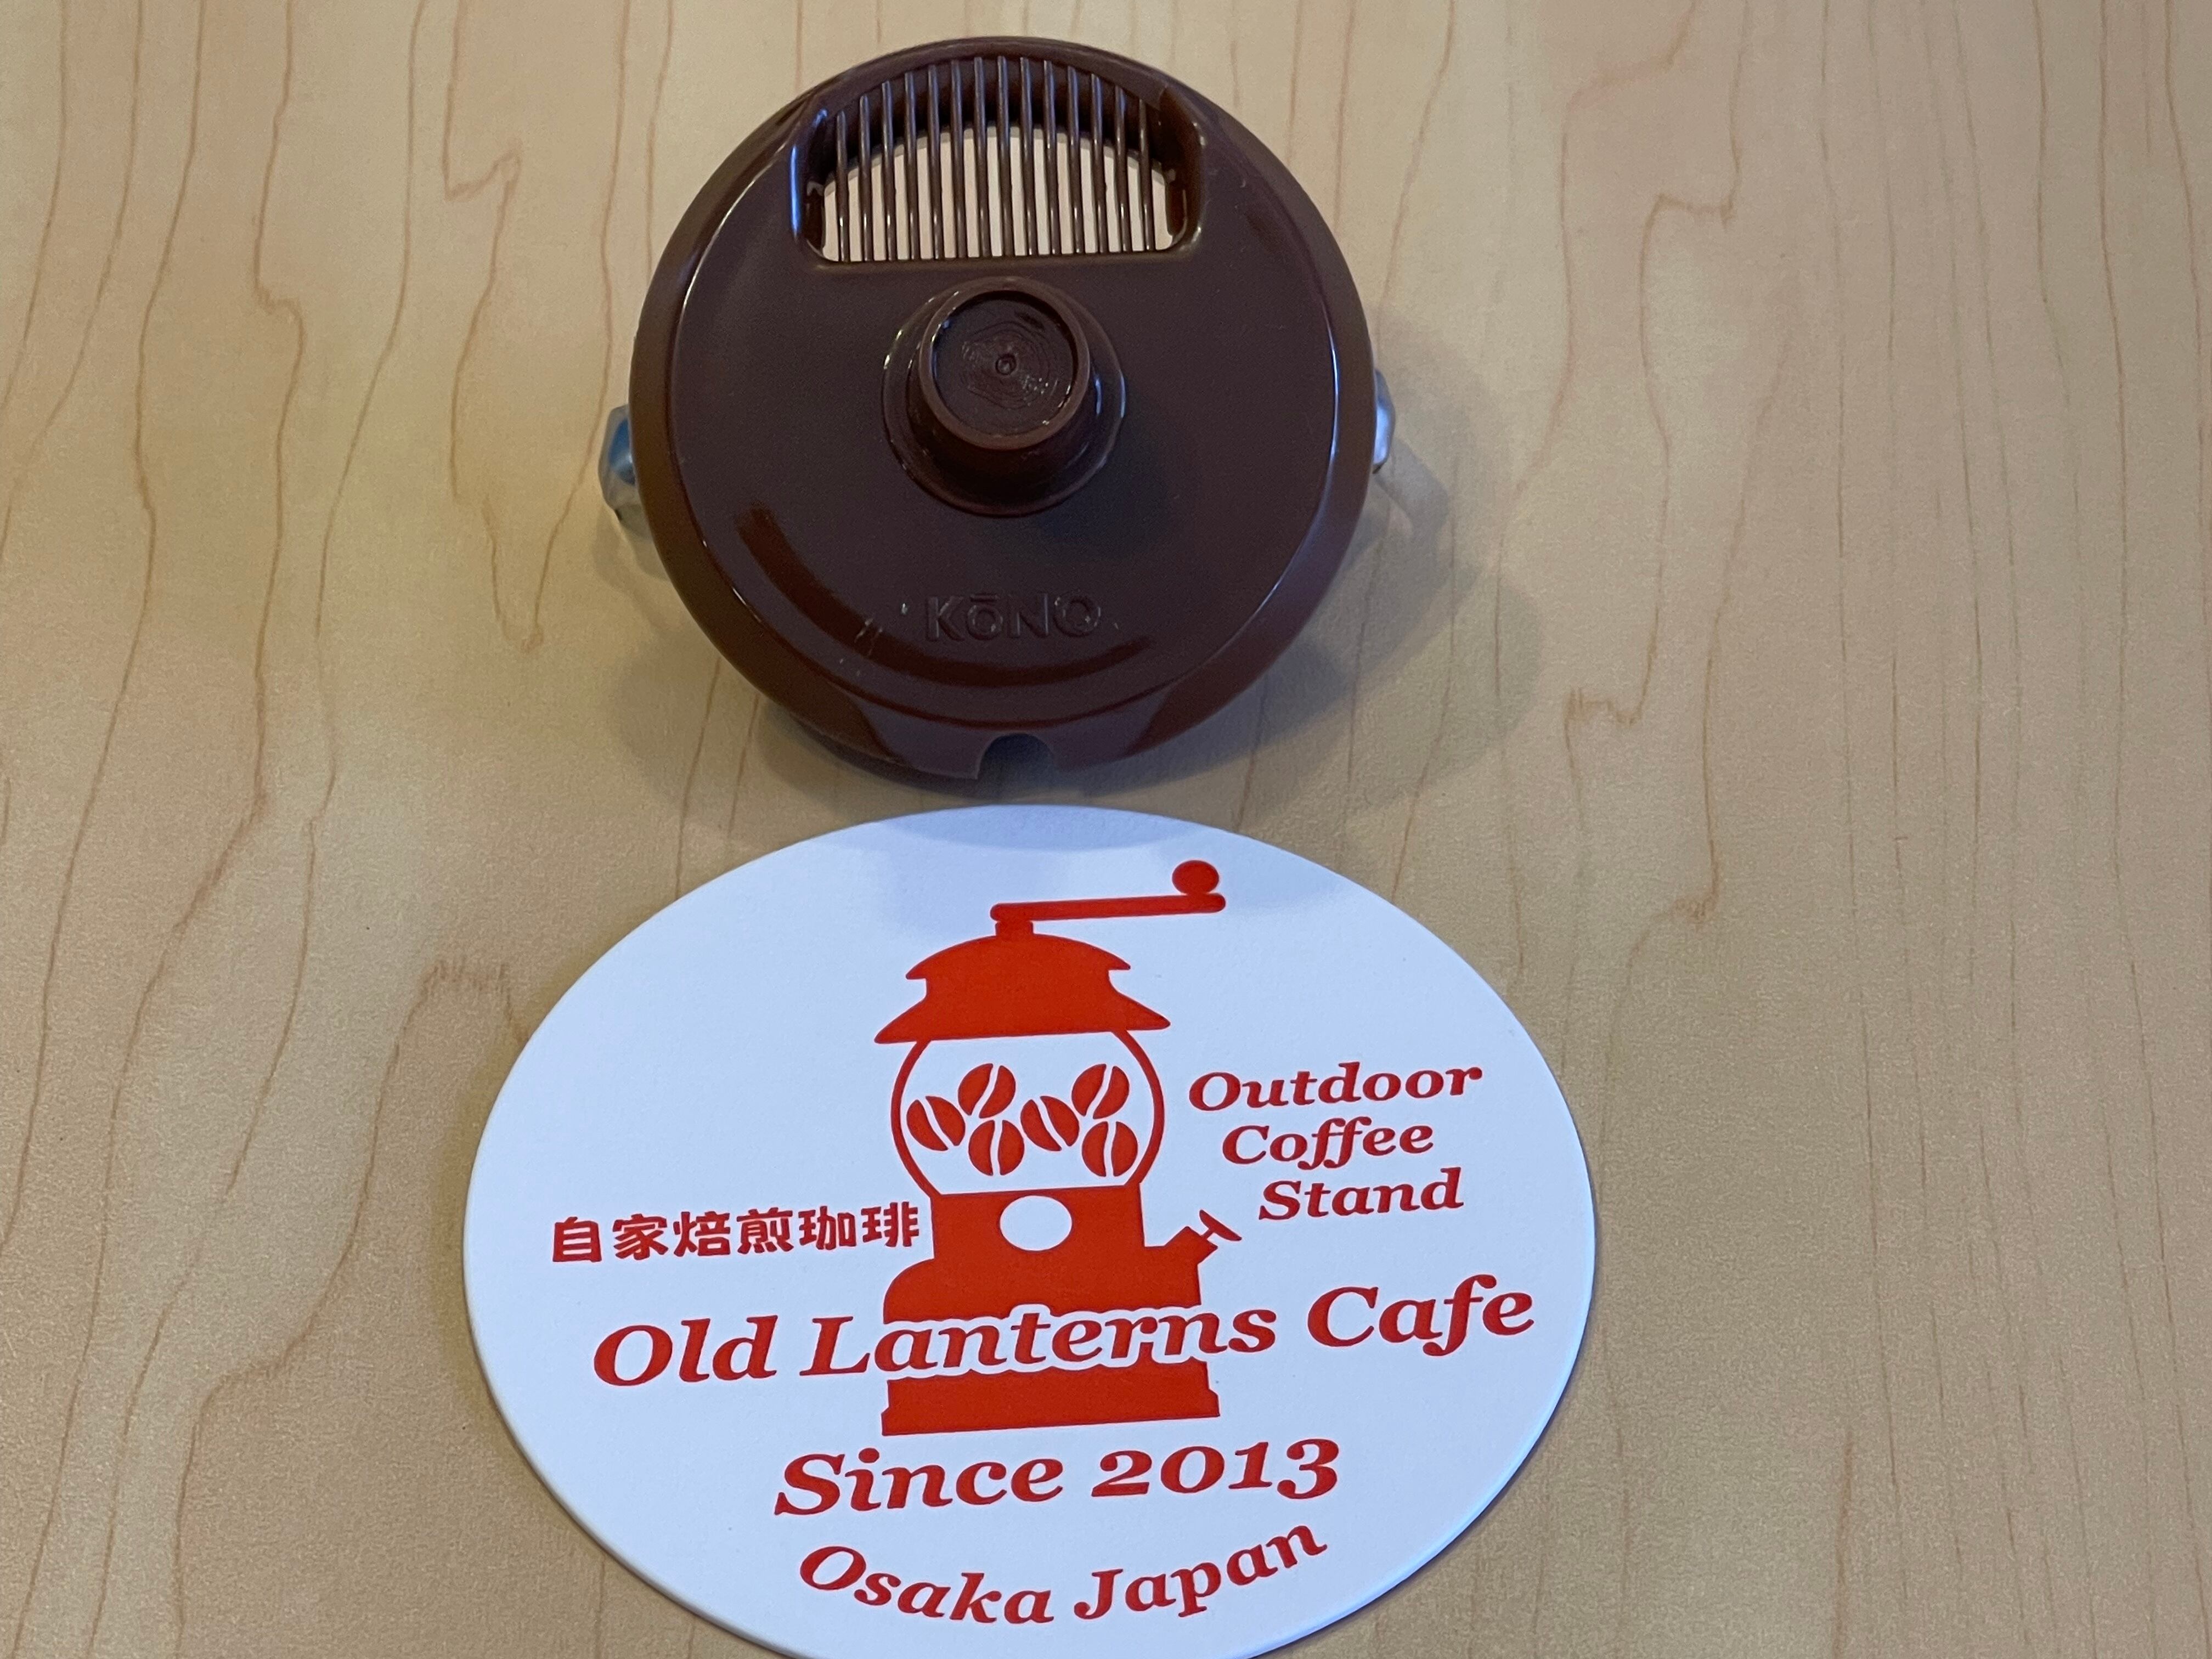 KōNO
Outdoor
Coffee
Stand
自家焙煎珈琲
Old Lanterns Cafe
Since 2013
Osaka Japan